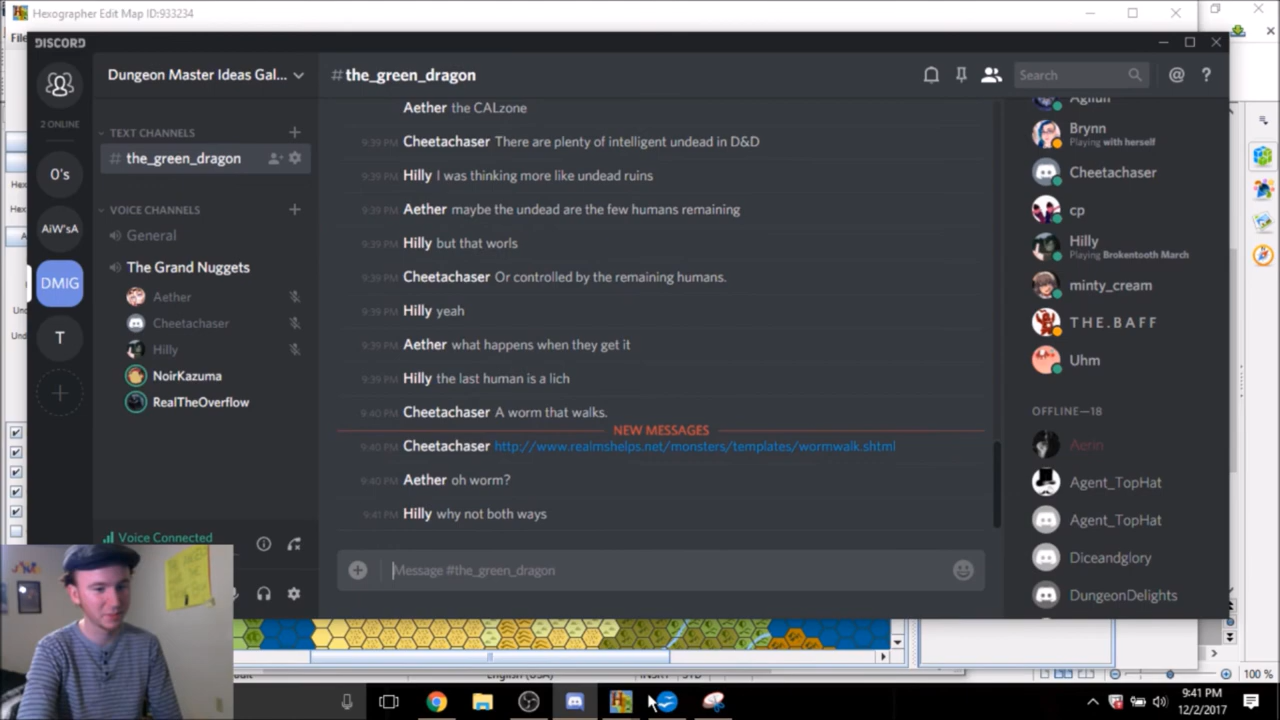 Hexographer Edit Map ID:933234
File
DISCORD
Dungeon Master Ideas Gal...
#the_green_dragon
Search
2 ONLINE
TEXT CHANNELS
# the_green_dragon
O's
VOICE CHANNELS
AiW'sA
General
The Grand Nuggets
DMIG
Aether
Cheetachaser
T
Hilly
NoirKazuma
RealTheOverflow
Voice Connected
Aether the CALzone
9:39 PM Cheetachaser There are plenty of intelligent undead in D&D
9:39 PM Hilly I was thinking more like undead ruins
9:39 PM Aether maybe the undead are the few humans remaining
9:39 PM Hilly but that worls
9:39 PM Cheetachaser Or controlled by the remaining humans.
9:39 PM Hilly yeah
9:39 PM Aether what happens when they get it
9:39 PM Hilly the last human is a lich
9:40 PM Cheetachaser A worm that walks.
NEW MESSAGES
9:40 PM Cheetachaser http://www.realmshelps.net/monsters/templates/wormwalk.shtml
9:40 PM Aether oh worm?
9:41 PM Hilly why not both ways
Message #the_green_dragon
Brynn
Playing with herself
Cheetachaser
cp
Hilly
Playing Brokentooth March
minty_cream
T H E . B A F F
Uhm
OFFLINE—18
Aerin
Agent_TopHat
Agent_TopHat
Diceandglory
DungeonDelights
English (USA)
INSRT
STD
100 %
9:41 PM
12/2/2017